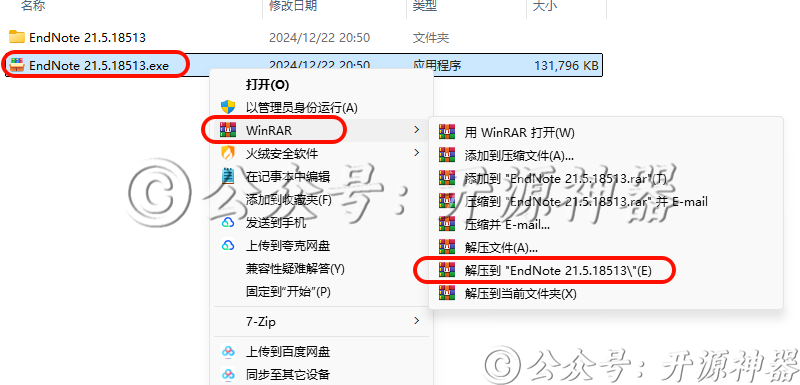 名称 修改日期 类型 大小
EndNote 21.5.18513 2024/12/22 20:50 文件夹
EndNote 21.5.18513.exe 2024/12/22 20:50 应用程序 131,796 KB
打开(O)
以管理员身份运行(A)
WinRAR
火绒安全软件
在记事本中编辑
添加到收藏夹(F)
发送到手机
上传到夸克网盘
兼容性疑难解答(Y)
固定到"开始"(P)
7-Zip
上传到百度网盘
同步至其它设备
用 WinRAR 打开(W)
添加到压缩文件(A)...
添加到 "EndNote 21.5.18513.rar"(T)
压缩到 "EndNote 21.5.18513.rar" 并 E-mail
压缩并 E-mail...
解压文件(A)...
解压到 "EndNote 21.5.18513\"(E)
解压到当前文件夹(X)
©公众号：开源神器
©公众号：开源神器